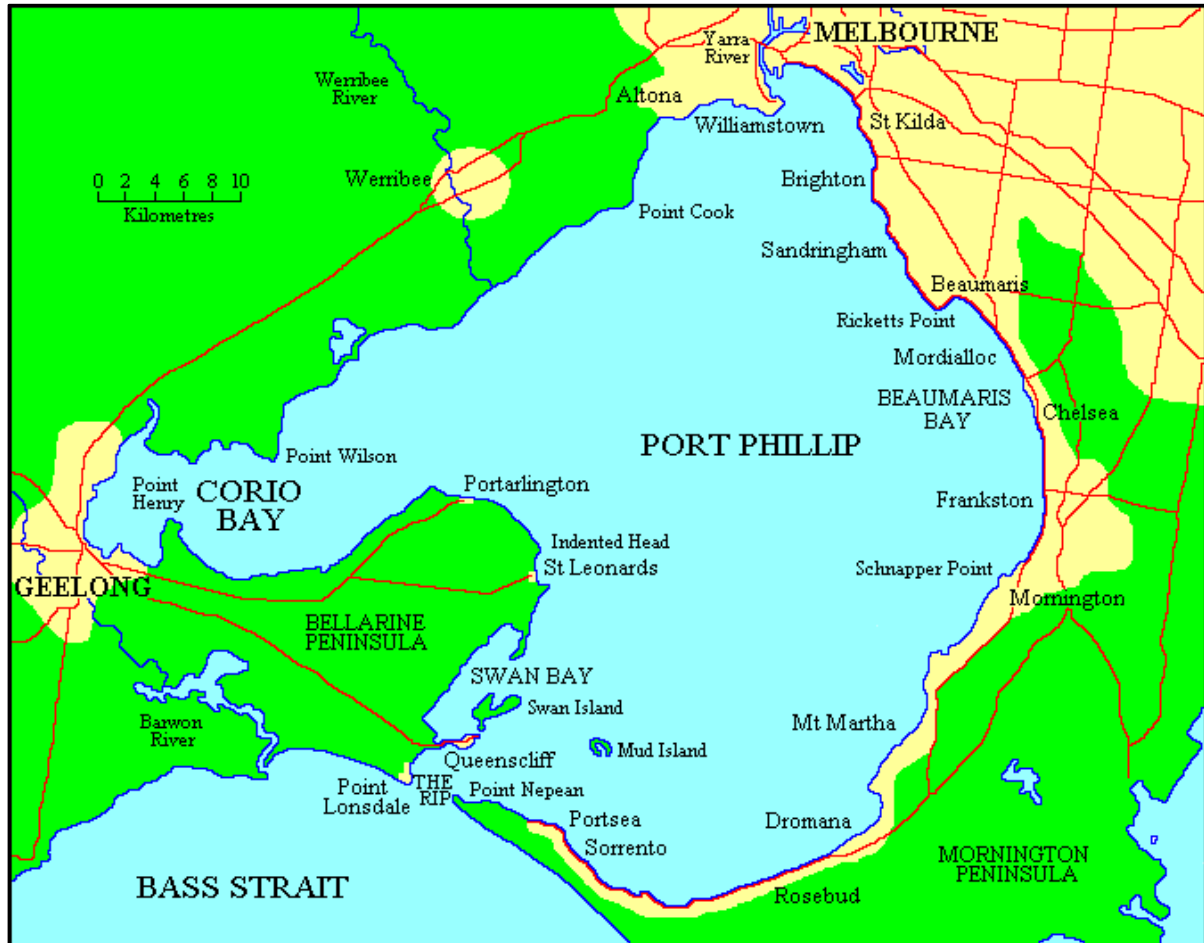 MELBOURNE
Yarra
River
Werribee
River
Altona
Williamstown
St Kilda
Werribee
Brighton
0 2 4 6 8 10
Kilometres
Point Cook
Sandringham
Beaumaris
Ricketts Point
Mordialloc
BEAUMARIS
BAY
Chelsea
PORT PHILLIP
Point Wilson
Point
Henry
CORIO
BAY
Portarlington
Frankston
Indented Head
St Leonards
Schnapper Point
GEELONG
Mornington
BELLARINE
PENINSULA
SWAN BAY
Swan Island
Barwon
River
Mt Martha
Mud Island
Queenscliff
Point
Lonsdale
THE
RIP
Point Nepean
Portsea
Sorrento
Dromana
MORNINGTON
PENINSULA
BASS STRAIT
Rosebud